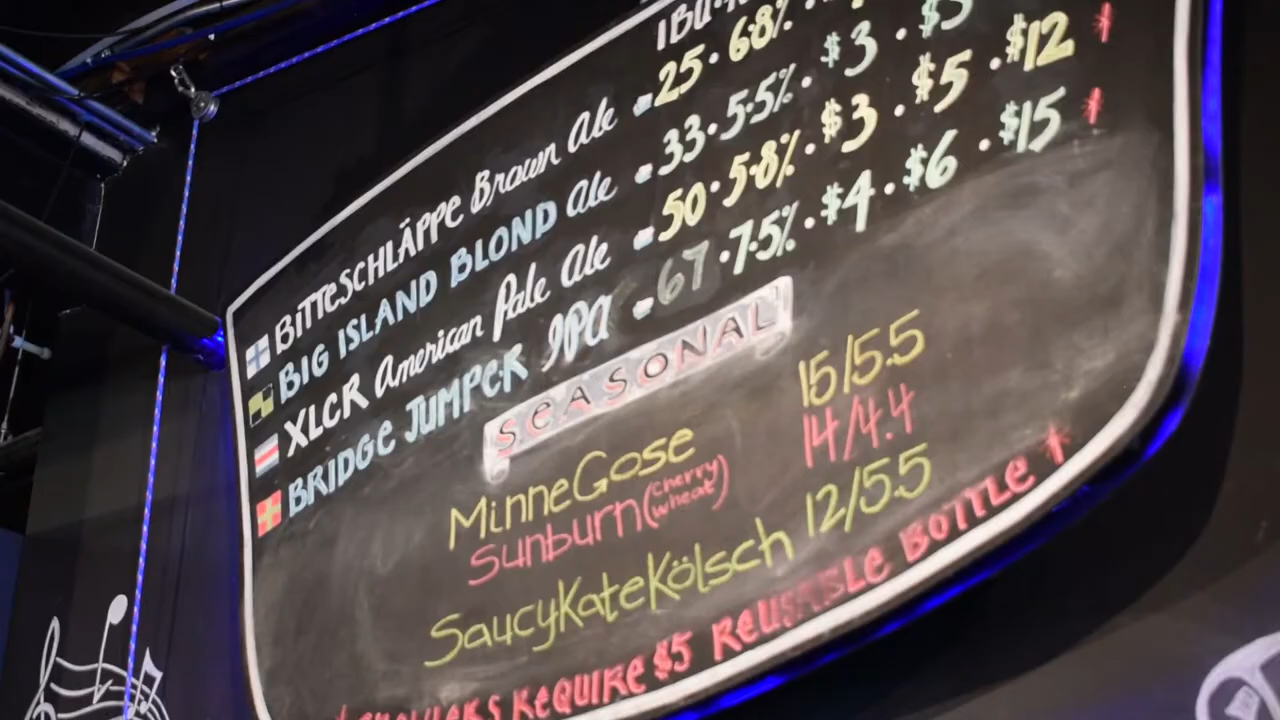 IBU
BITTESCHLÄPPE Brown Ale - 25 · 6.8% ·
BIG ISLAND BLOND Ale - 33 · 5.5% · $3 · $5
XLCR American Pale Ale - 50 · 5.8% · $3 · $5 · $12 *
BRIDGE JUMPER IPA - 67 · 7.5% · $4 · $6 · $15 *
SEASONAL
MinneGose 15/5.5
Sunburn (cherry wheat) 14/4.4
SaucyKateKölsch 12/5.5
REQUIRE $5 REUSABLE BOTTLE *